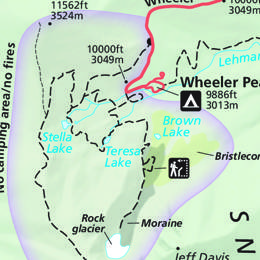 11562ft
3524m
Wheeler
10000ft
3049m
10000ft
3049m
Lehman
Wheeler Pea
9886ft
3013m
No camping area/no fires
Stella
Lake
Teresa
Lake
Brown
Lake
Bristlecon
Rock
glacier
Moraine
S N
Jeff Davis